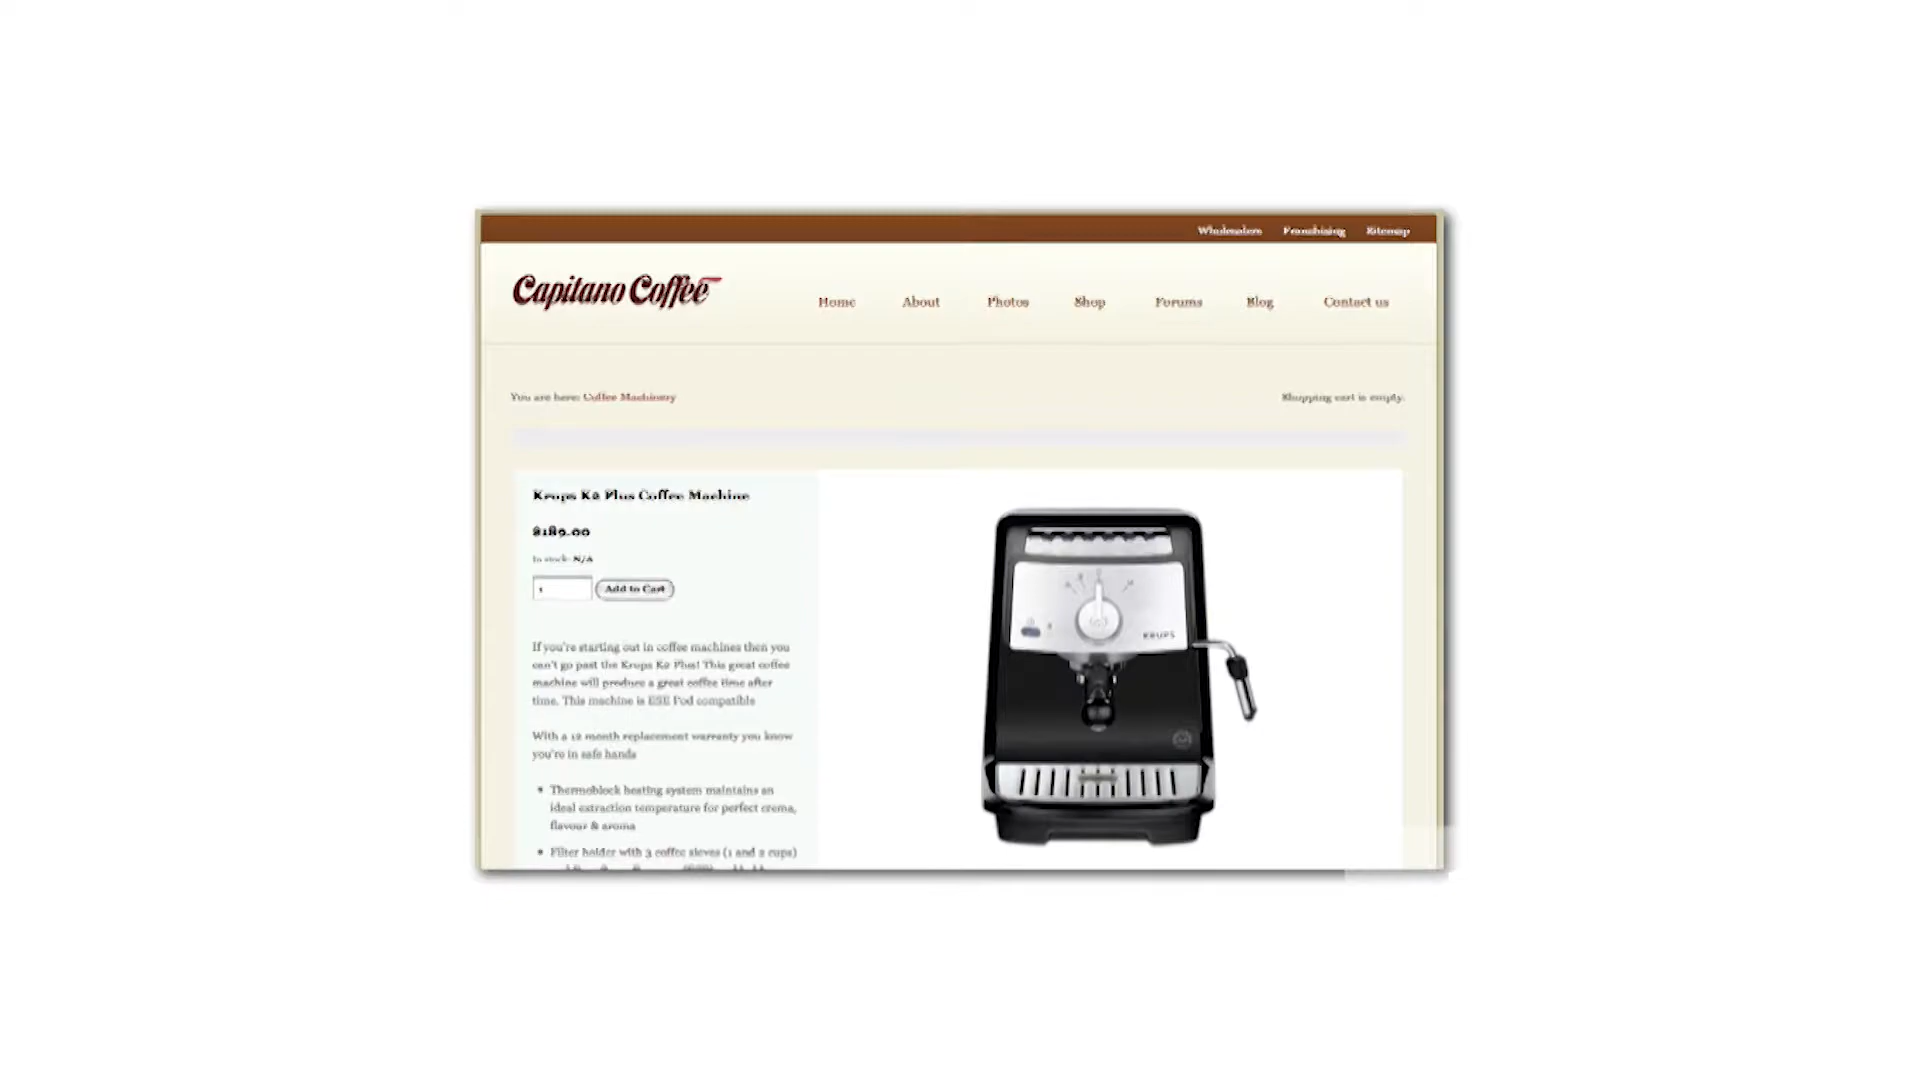 Wholesalers Franchising Sitemap
Capitano Coffee
Home About Photos Shop Forums Blog Contact us
You are here: Coffee Machinery
Shopping cart is empty.
Krups K2 Plus Coffee Machine
$189.00
In stock: N/A
1 Add to Cart
If you're starting out in coffee machines then you
can't go past the Krups K2 Plus! This great coffee
machine will produce a great coffee time after
time. This machine is ESE Pod compatible
With a 12 month replacement warranty you know
you're in safe hands
• Thermoblock heating system maintains an
ideal extraction temperature for perfect crema,
flavour & aroma
• Filter holder with 3 coffee sieves (1 and 2 cups)
KRUPS